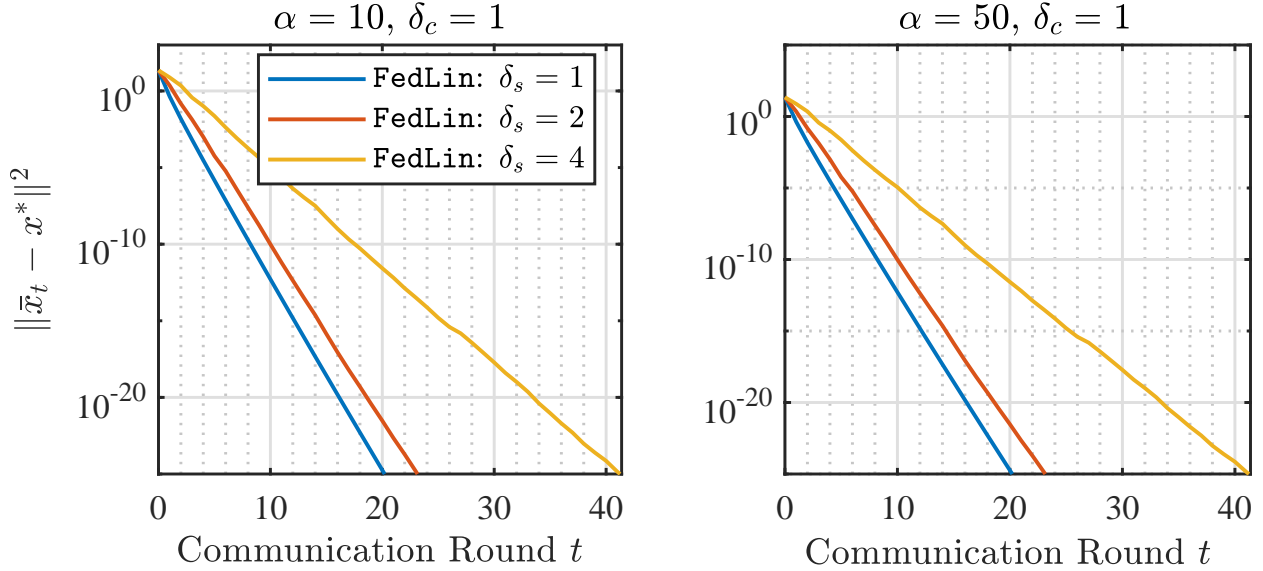 α = 10, δ_c = 1
10^0
10^-10
10^-20
‖x̄_t − x*‖^2
FedLin: δ_s = 1
FedLin: δ_s = 2
FedLin: δ_s = 4
0 10 20 30 40
Communication Round t
α = 50, δ_c = 1
10^0
10^-10
10^-20
0 10 20 30 40
Communication Round t